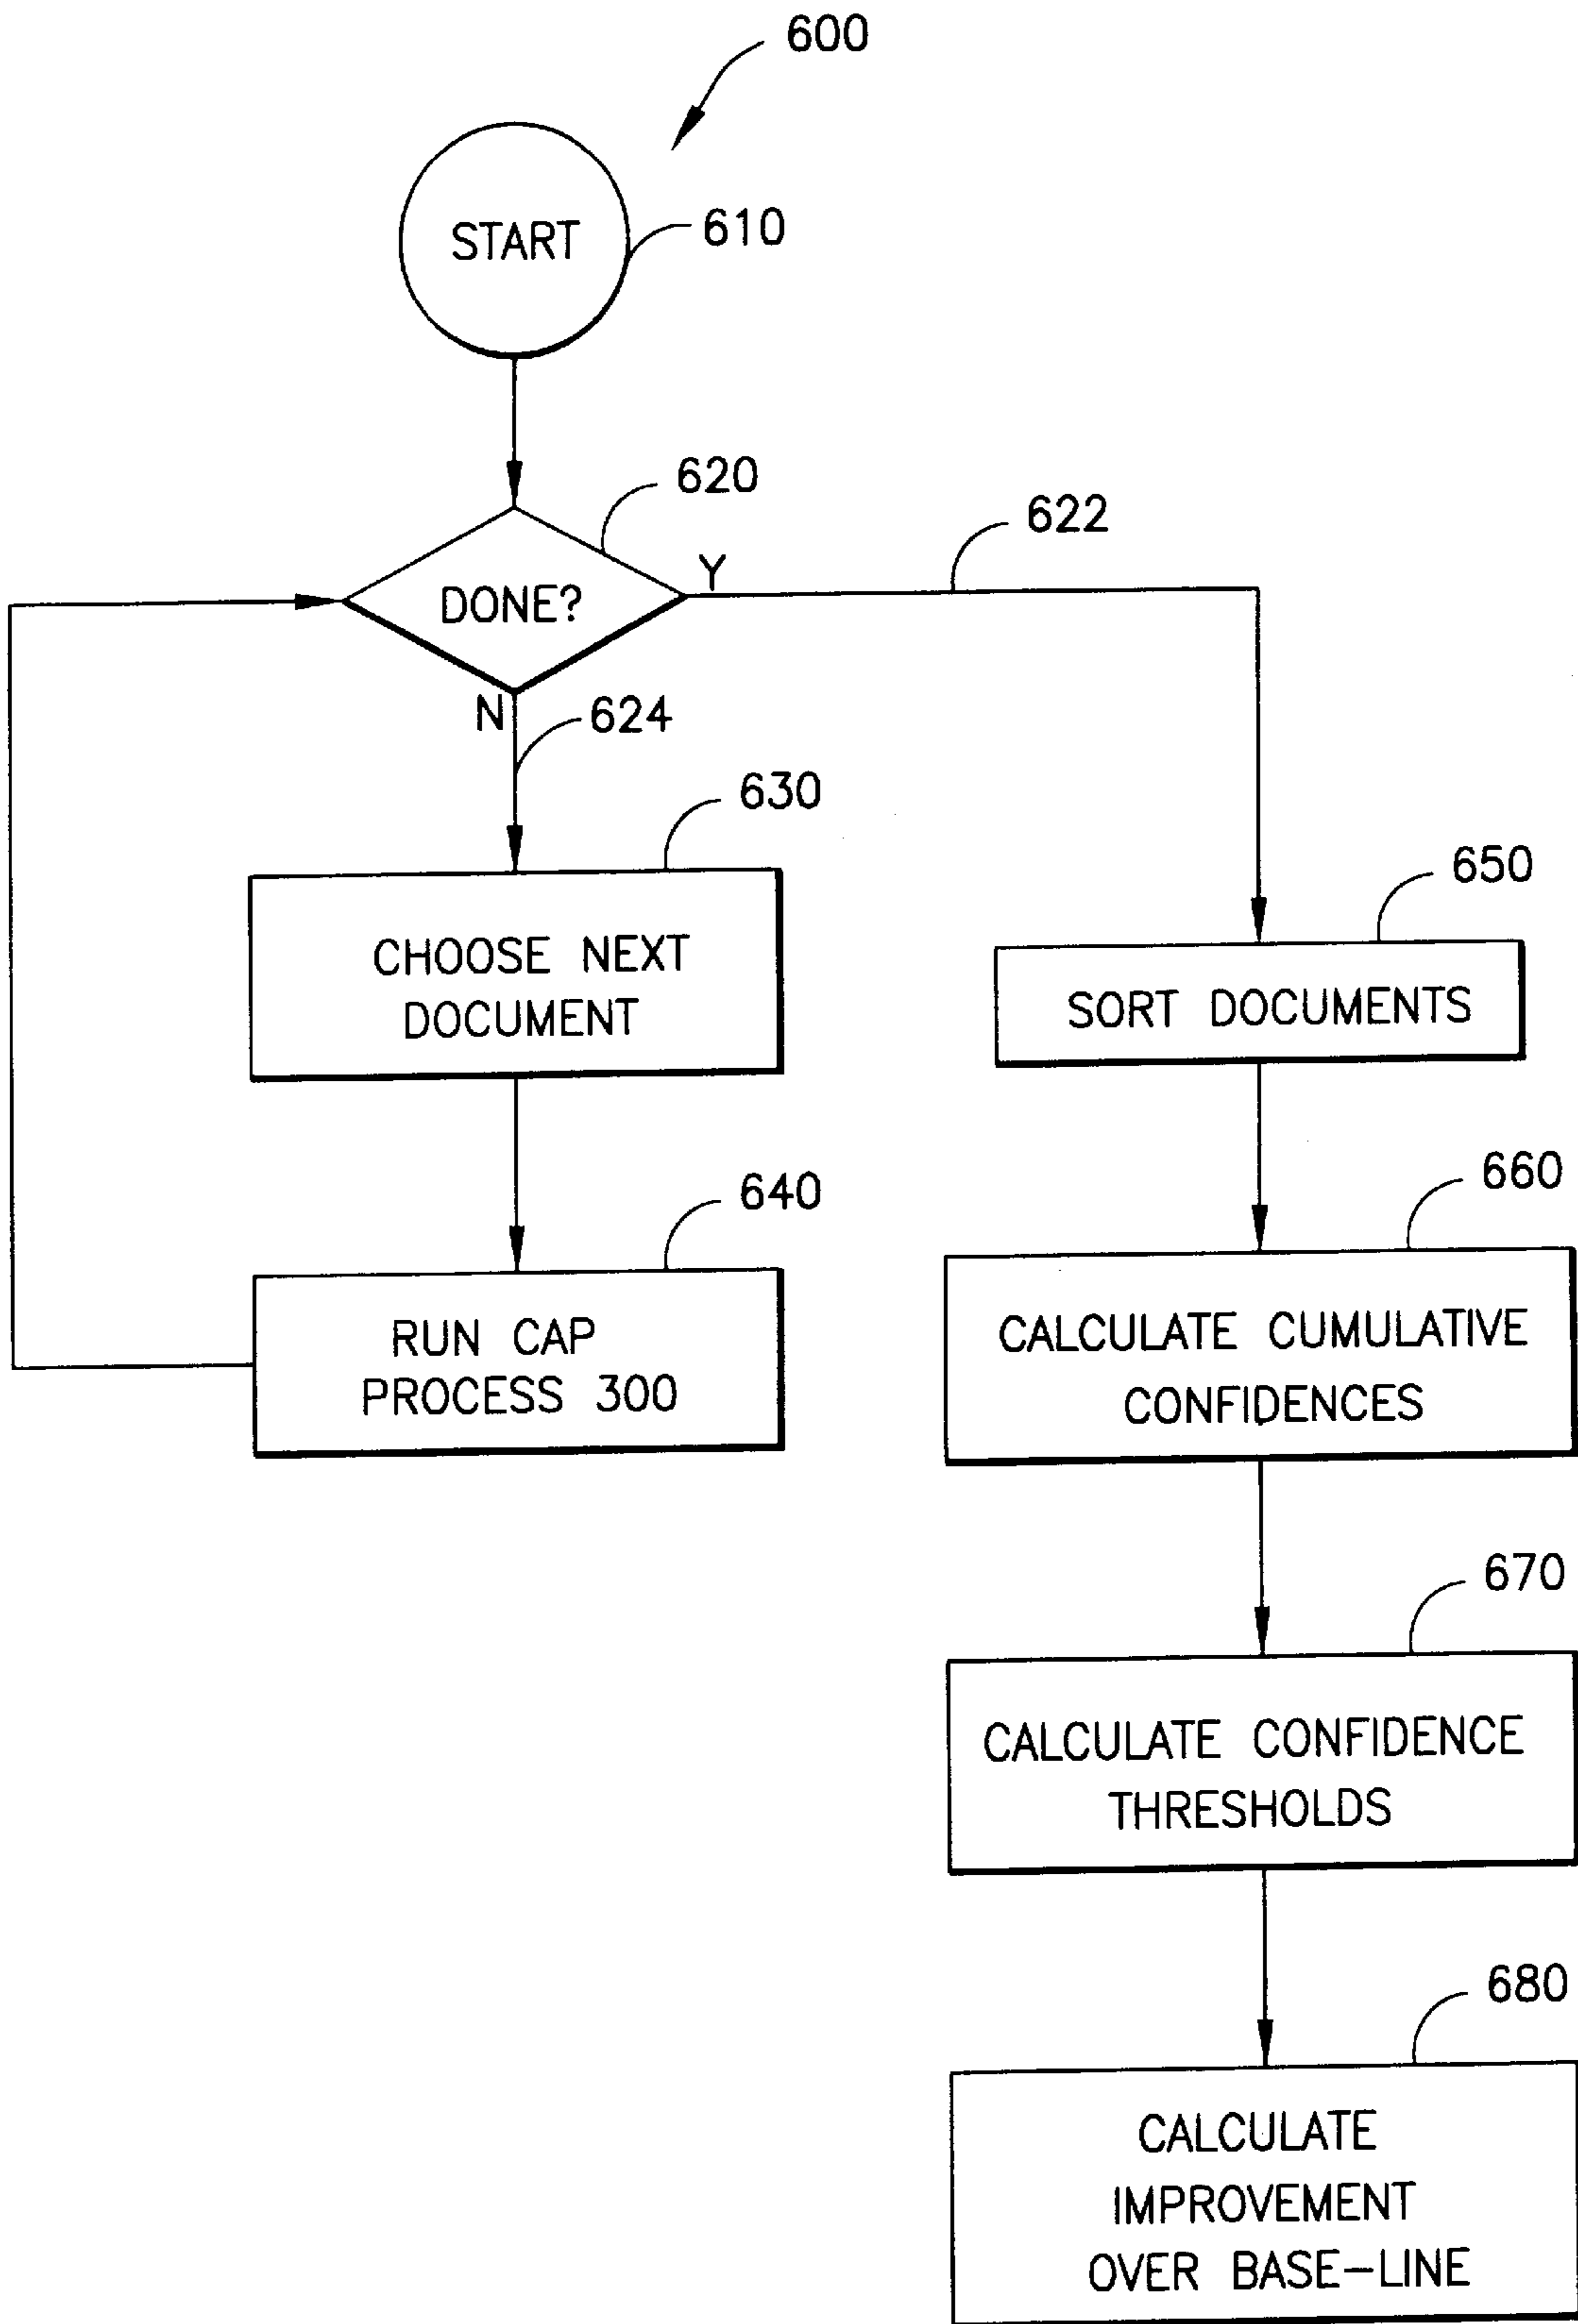 600
START
610
620
622
Y
DONE?
N
624
630
CHOOSE NEXT
DOCUMENT
650
SORT DOCUMENTS
640
RUN CAP
PROCESS 300
660
CALCULATE CUMULATIVE
CONFIDENCES
670
CALCULATE CONFIDENCE
THRESHOLDS
680
CALCULATE
IMPROVEMENT
OVER BASE-LINE